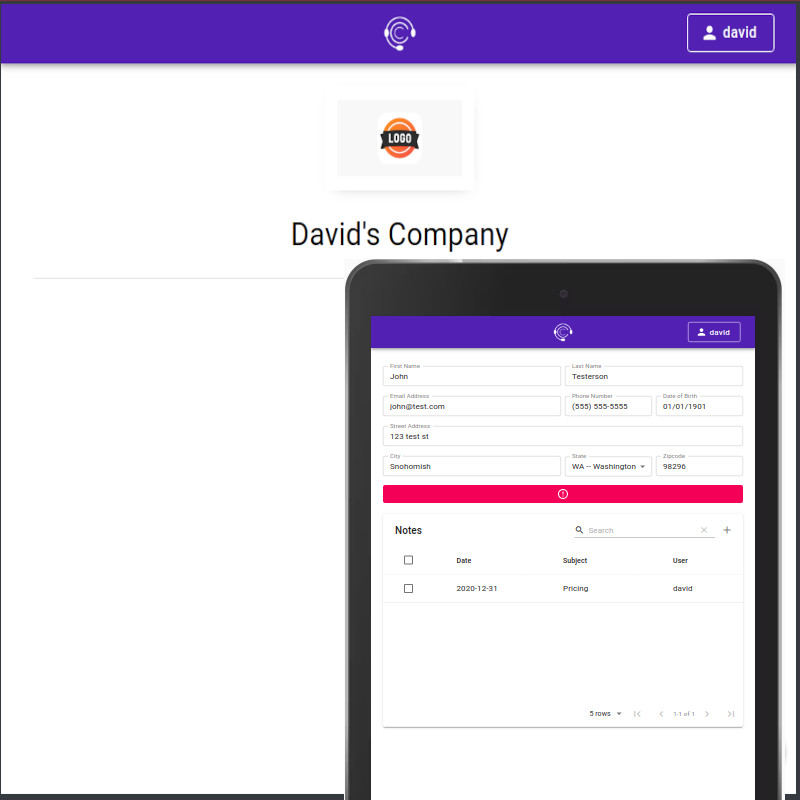 david
LOGO
David's Company
david
First Name
Last Name
John
Testerson
Email Address
Phone Number
Date of Birth
john@test.com
(555) 555-5555
01/01/1901
Street Address
123 test st
City
State
Zipcode
Snohomish
WA -- Washington
98296
Notes
Search
Date
Subject
User
2020-12-31
Pricing
david
5 rows
1-1 of 1